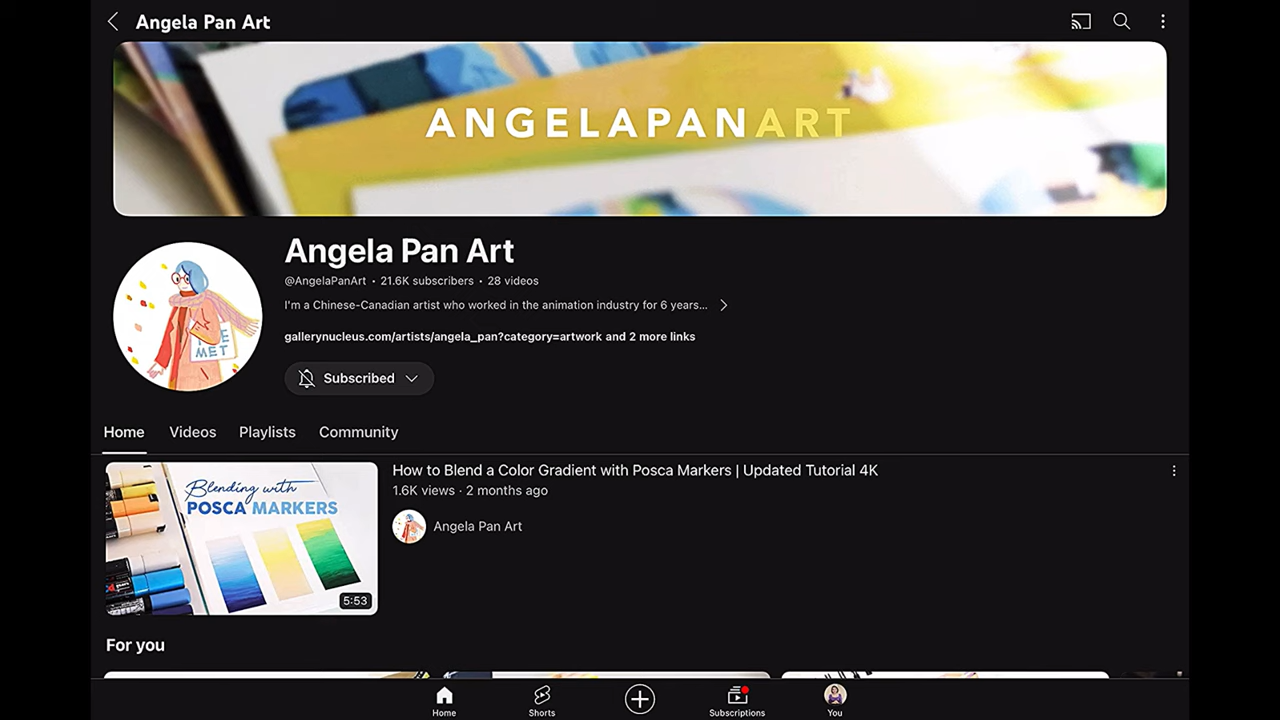 Angela Pan Art
ANGELAPANART
Angela Pan Art
@AngelaPanArt · 21.6K subscribers · 28 videos
I'm a Chinese-Canadian artist who worked in the animation industry for 6 years...
gallerynucleus.com/artists/angela_pan?category=artwork and 2 more links
THE
MET
Subscribed
Home Videos Playlists Community
Blending with
POSCA MARKERS
5:53
How to Blend a Color Gradient with Posca Markers | Updated Tutorial 4K
1.6K views · 2 months ago
Angela Pan Art
For you
Home Shorts Subscriptions You